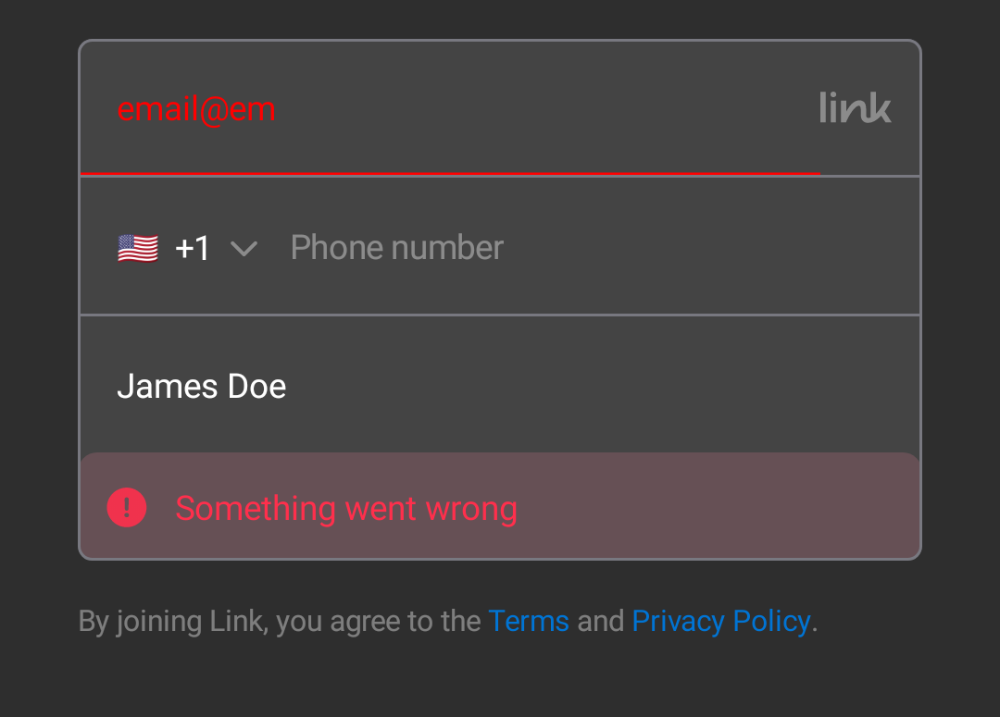 email@em link
+1 Phone number
James Doe
Something went wrong
By joining Link, you agree to the Terms and Privacy Policy.